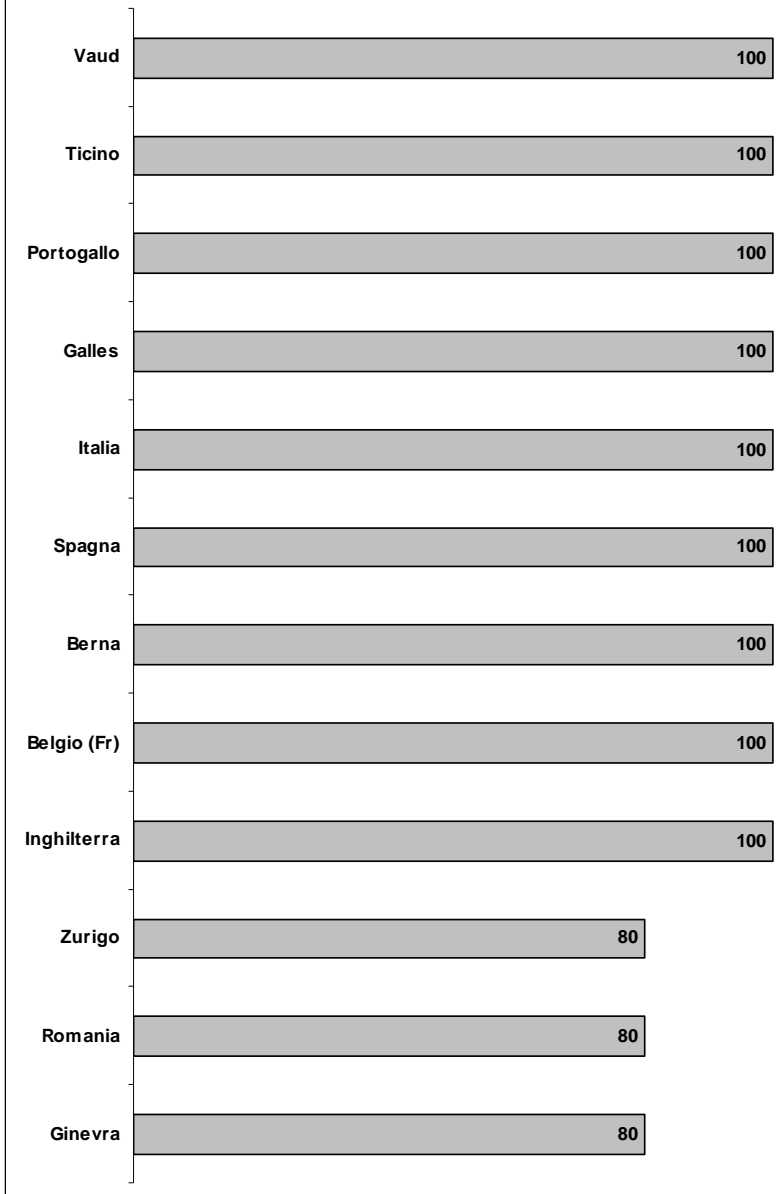 Vaud 100
Ticino 100
Portogallo 100
Galles 100
Italia 100
Spagna 100
Berna 100
Belgio (Fr) 100
Inghilterra 100
Zurigo 80
Romania 80
Ginevra 80